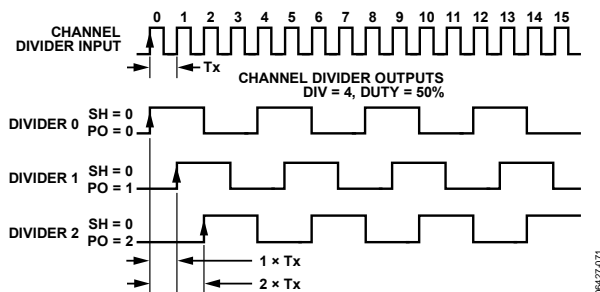 0 1 2 3 4 5 6 7 8 9 10 11 12 13 14 15
CHANNEL
DIVIDER INPUT
Tx
CHANNEL DIVIDER OUTPUTS
DIV = 4, DUTY = 50%
DIVIDER 0 SH = 0
PO = 0
DIVIDER 1 SH = 0
PO = 1
DIVIDER 2 SH = 0
PO = 2
1 × Tx
2 × Tx
06427-071